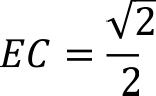 EC = √2/2